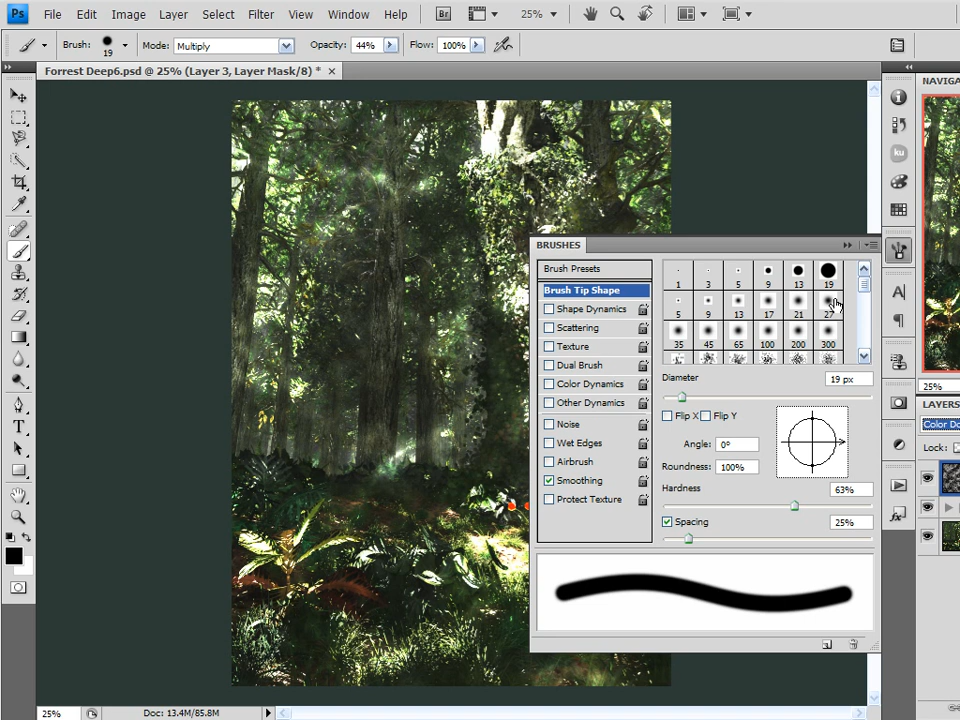 Ps File Edit Image Layer Select Filter View Window Help Br 25%
Brush: 19 Mode: Multiply Opacity: 44% Flow: 100%
Forrest Deep6.psd @ 25% (Layer 3, Layer Mask/8) *
NAVIGA
ku
BRUSHES
Brush Presets
Brush Tip Shape
Shape Dynamics
Scattering
Texture
Dual Brush
Color Dynamics
Other Dynamics
Noise
Wet Edges
Airbrush
Smoothing
Protect Texture
1 3 5 9 13 19
5 9 13 17 21 27
35 45 65 100 200 300
Diameter 19 px
Flip X Flip Y
Angle: 0°
Roundness: 100%
Hardness 63%
Spacing 25%
25%
LAYERS
Color Do
Lock:
fx
25% Doc: 13.4M/85.8M